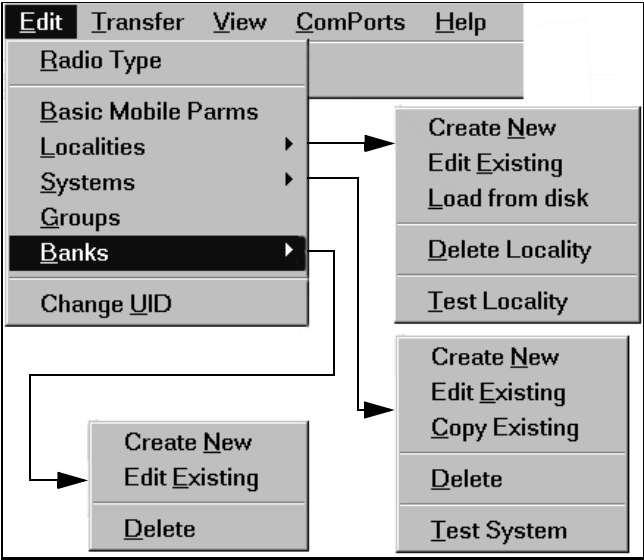 Edit Transfer View ComPorts Help
Radio Type
Basic Mobile Parms
Localities
Systems
Groups
Banks
Change UID
Create New
Edit Existing
Load from disk
Delete Locality
Test Locality
Create New
Edit Existing
Copy Existing
Delete
Test System
Create New
Edit Existing
Delete